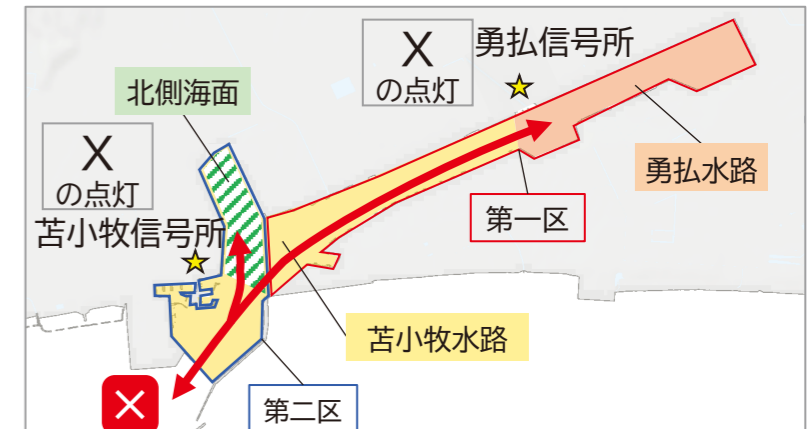 X
の点灯
勇払信号所
北側海面
X
の点灯
苫小牧信号所
勇払水路
第一区
苫小牧水路
第二区